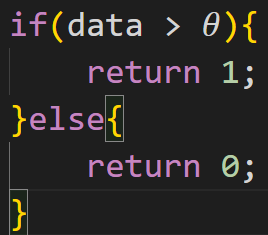 if(data > θ){
    return 1;
}else{
    return 0;
}